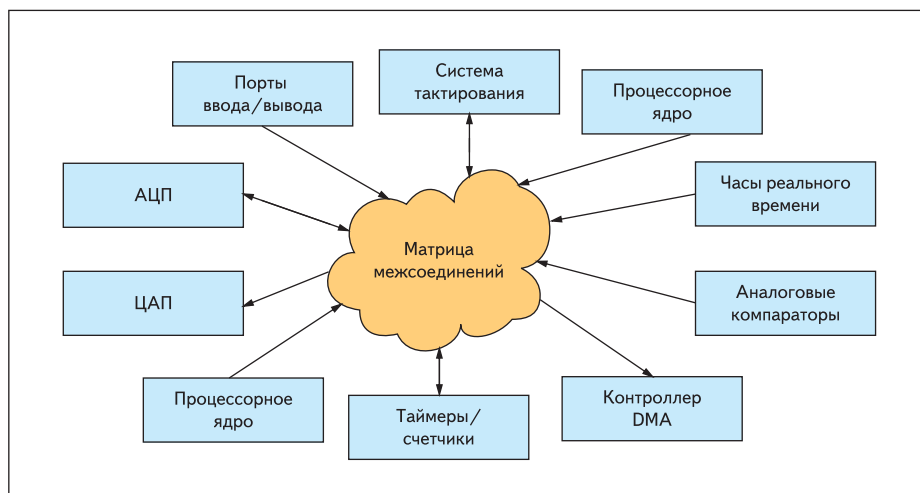 Порты
ввода/вывода
Система
тактирования
Процессорное
ядро
АЦП
Часы реального
времени
Матрица
межсоединений
ЦАП
Аналоговые
компараторы
Процессорное
ядро
Таймеры/
счетчики
Контроллер
DMA